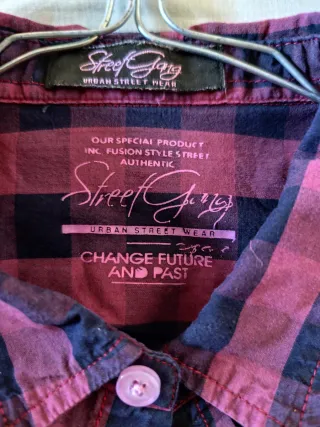 Street Gang
URBAN STREET WEAR
OUR SPECIAL PRODUCT
INC. FUSION STYLE STREET
AUTHENTIC
Street Gang
URBAN STREET WEAR
CHANGE FUTURE
AND PAST